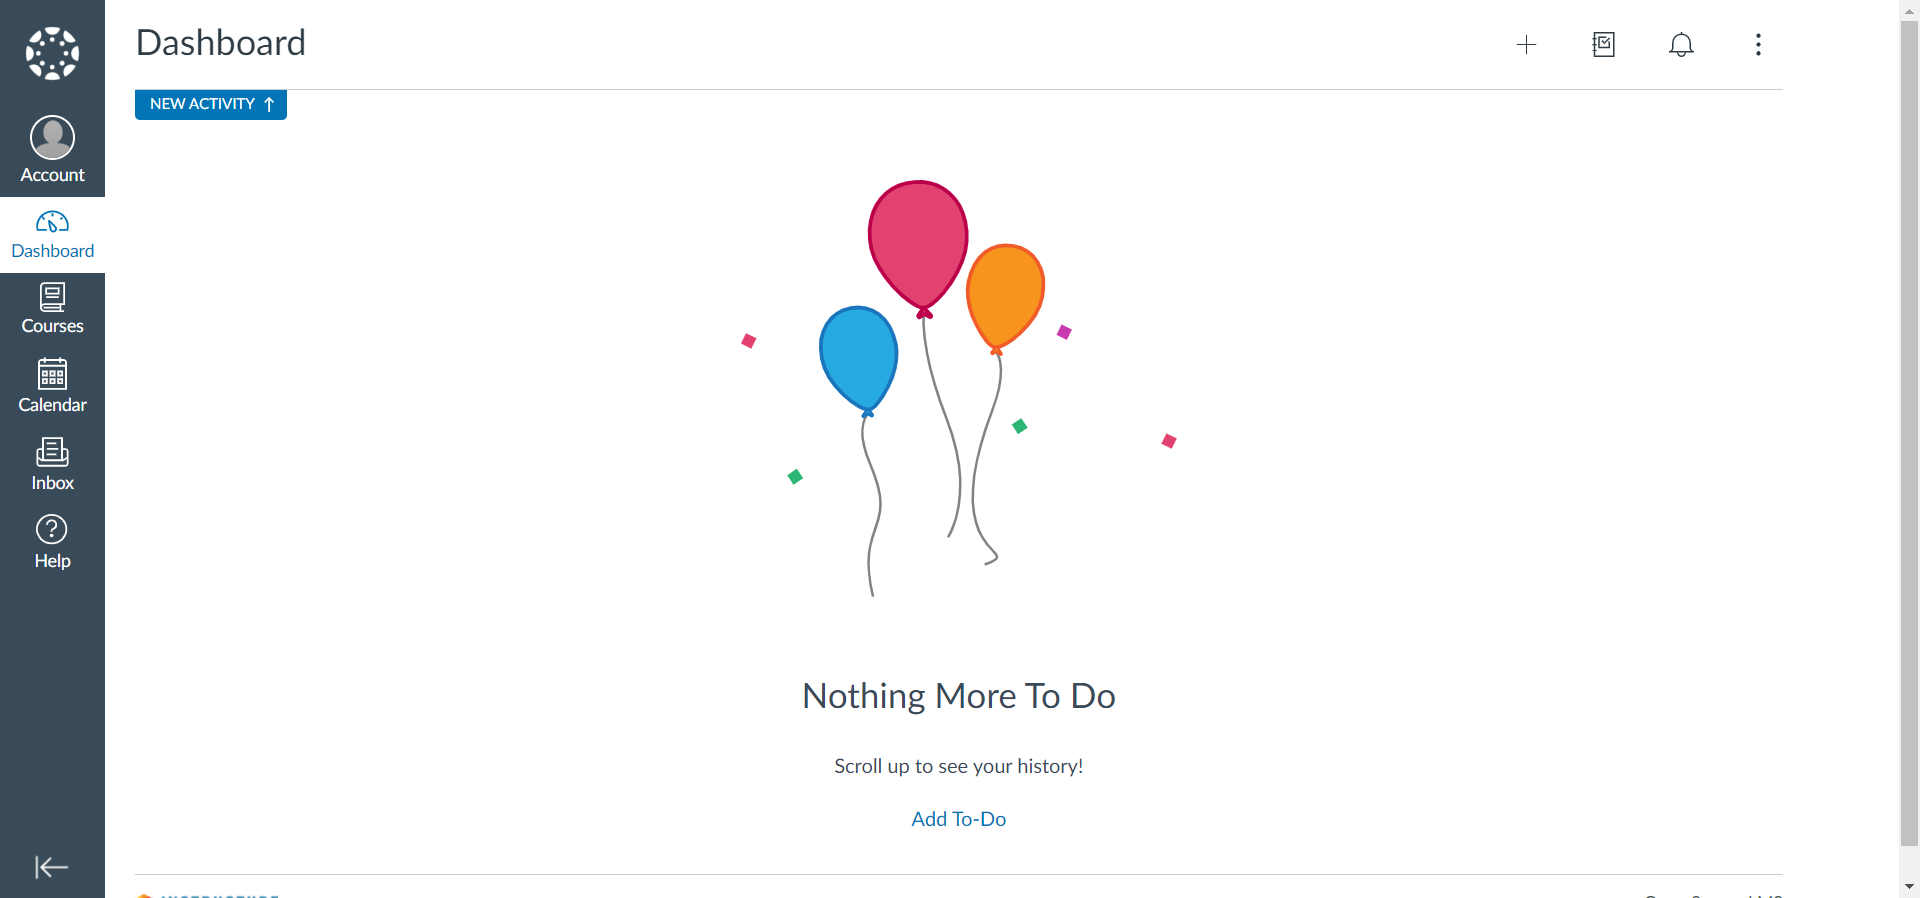 Dashboard
NEW ACTIVITY
Account
Dashboard
Courses
Calendar
Inbox
Help
Nothing More To Do
Scroll up to see your history!
Add To-Do